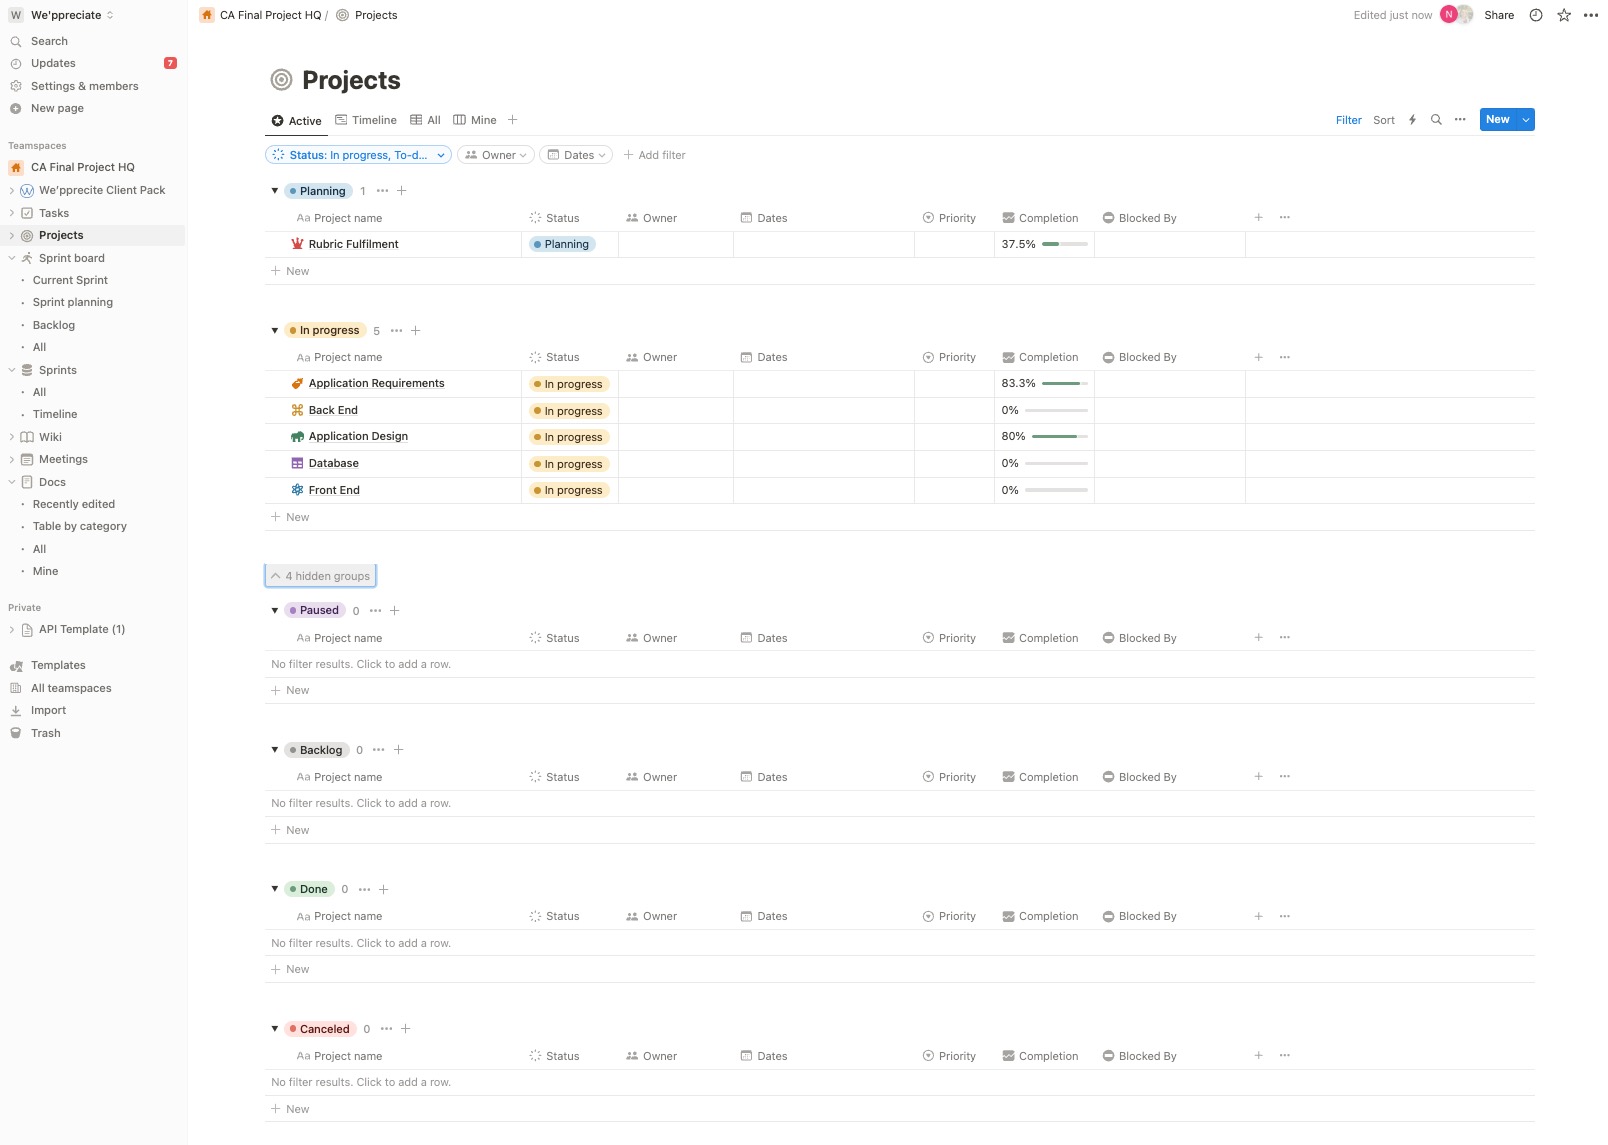 W We'ppreciate
Search
Updates 7
Settings & members
New page
Teamspaces
CA Final Project HQ
We'pprecite Client Pack
Tasks
Projects
Sprint board
Current Sprint
Sprint planning
Backlog
All
Sprints
All
Timeline
Wiki
Meetings
Docs
Recently edited
Table by category
All
Mine
Private
API Template (1)
Templates
All teamspaces
Import
Trash
CA Final Project HQ / Projects
Edited just now N Share
Projects
Active Timeline All Mine
Filter Sort New
Status: In progress, To-d... Owner Dates Add filter
Planning 1
Aa Project name Status Owner Dates Priority Completion Blocked By
Rubric Fulfilment Planning 37.5%
New
In progress 5
Aa Project name Status Owner Dates Priority Completion Blocked By
Application Requirements In progress 83.3%
Back End In progress 0%
Application Design In progress 80%
Database In progress 0%
Front End In progress 0%
New
4 hidden groups
Paused 0
Aa Project name Status Owner Dates Priority Completion Blocked By
No filter results. Click to add a row.
New
Backlog 0
Aa Project name Status Owner Dates Priority Completion Blocked By
No filter results. Click to add a row.
New
Done 0
Aa Project name Status Owner Dates Priority Completion Blocked By
No filter results. Click to add a row.
New
Canceled 0
Aa Project name Status Owner Dates Priority Completion Blocked By
No filter results. Click to add a row.
New